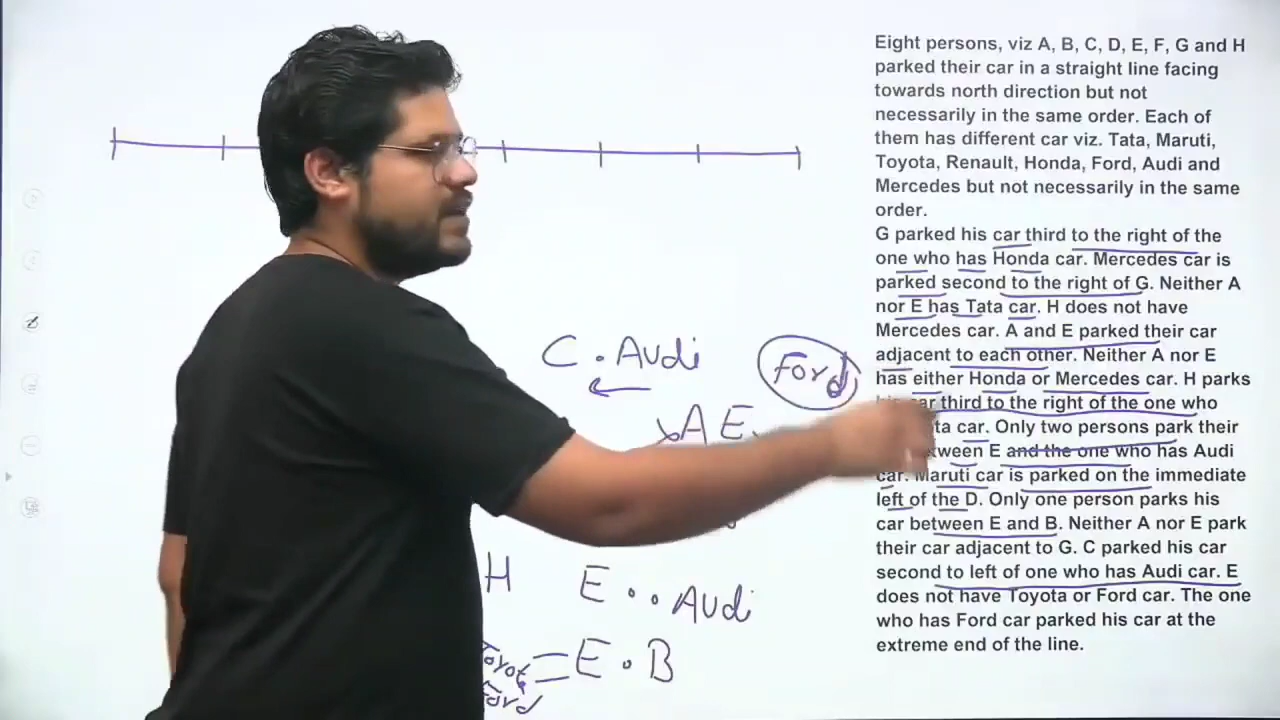 Eight persons, viz A, B, C, D, E, F, G and H
parked their car in a straight line facing
towards north direction but not
necessarily in the same order. Each of
them has different car viz. Tata, Maruti,
Toyota, Renault, Honda, Ford, Audi and
Mercedes but not necessarily in the same
order.
G parked his car third to the right of the
one who has Honda car. Mercedes car is
parked second to the right of G. Neither A
nor E has Tata car. H does not have
Mercedes car. A and E parked their car
adjacent to each other. Neither A nor E
has either Honda or Mercedes car. H parks
car third to the right of the one who
car. Only two persons park their
E and the one who has Audi
car. Maruti car is parked on the immediate
left of the D. Only one person parks his
car between E and B. Neither A nor E park
their car adjacent to G. C parked his car
second to left of one who has Audi car. E
does not have Toyota or Ford car. The one
who has Ford car parked his car at the
extreme end of the line.
C . Audi
Ford
A E
H
E . . Audi
E . B